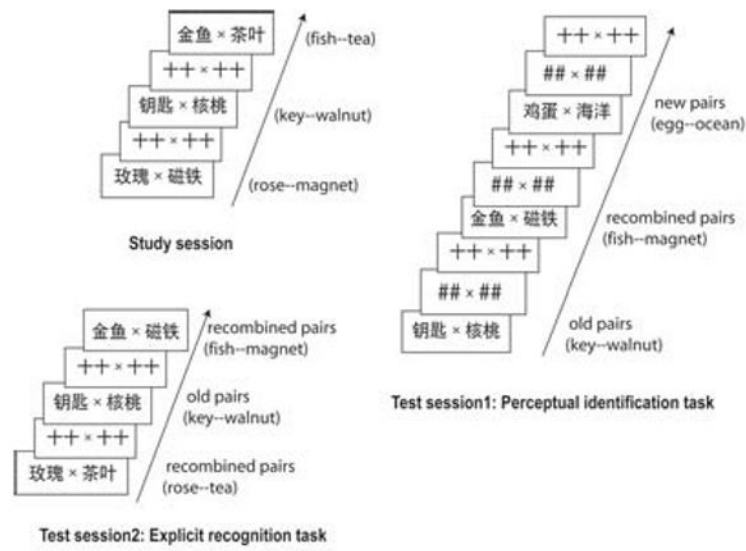 金鱼 × 茶叶
(fish--tea)
++ × ++
钥匙 × 核桃
(key--walnut)
++ × ++
玫瑰 × 磁铁
(rose--magnet)
Study session
++ × ++
## × ##
鸡蛋 × 海洋
new pairs
(egg--ocean)
++ × ++
## × ##
金鱼 × 磁铁
recombined pairs
(fish--magnet)
++ × ++
## × ##
钥匙 × 核桃
old pairs
(key--walnut)
Test session1: Perceptual identification task
金鱼 × 磁铁
recombined pairs
(fish--magnet)
++ × ++
钥匙 × 核桃
old pairs
(key--walnut)
++ × ++
玫瑰 × 茶叶
recombined pairs
(rose--tea)
Test session2: Explicit recognition task